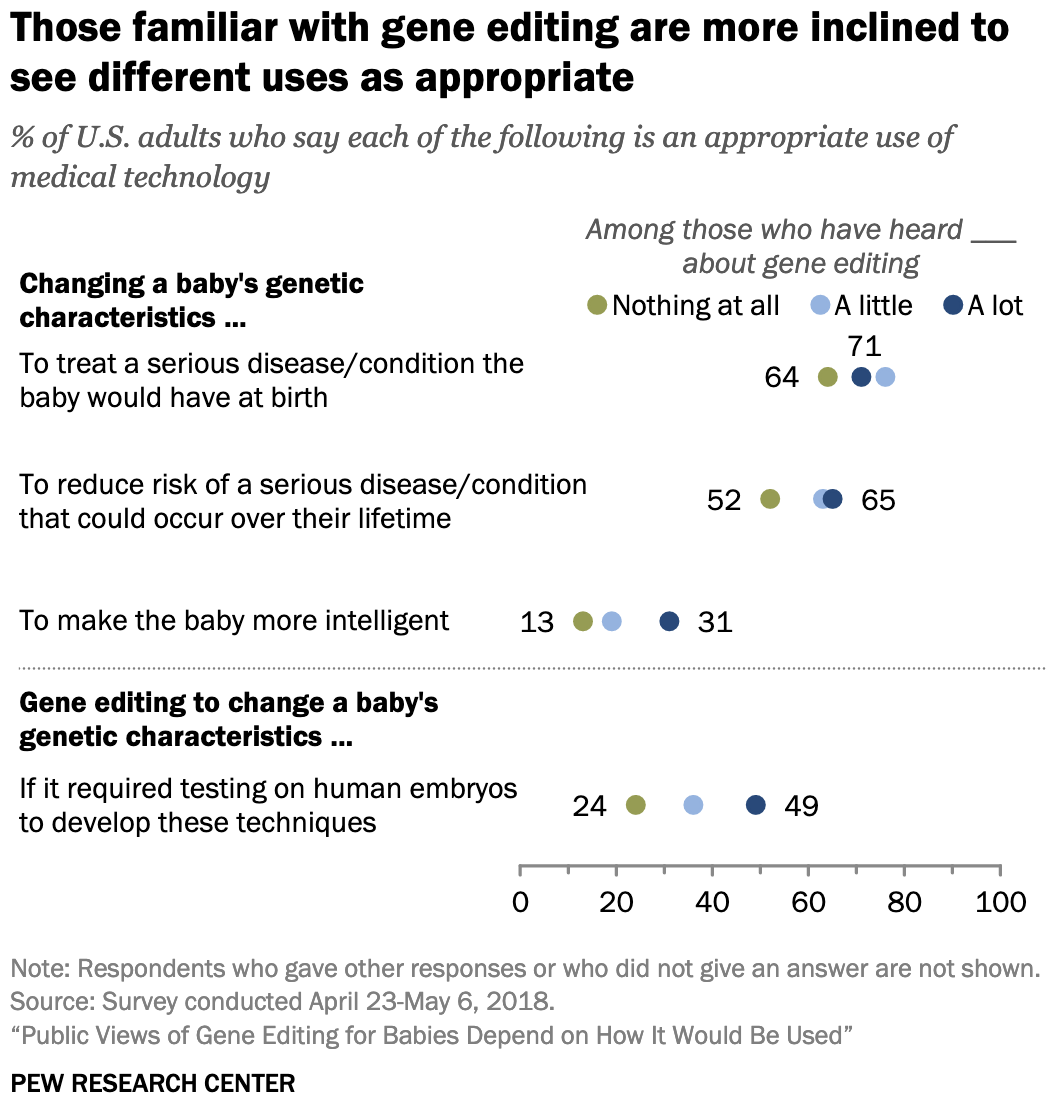 Those familiar with gene editing are more inclined to
see different uses as appropriate
% of U.S. adults who say each of the following is an appropriate use of
medical technology
Among those who have heard ___
about gene editing
Changing a baby's genetic
characteristics ...
Nothing at all A little A lot
To treat a serious disease/condition the
baby would have at birth
64 71
To reduce risk of a serious disease/condition
that could occur over their lifetime
52 65
To make the baby more intelligent
13 31
Gene editing to change a baby's
genetic characteristics ...
If it required testing on human embryos
to develop these techniques
24 49
0 20 40 60 80 100
Note: Respondents who gave other responses or who did not give an answer are not shown.
Source: Survey conducted April 23-May 6, 2018.
“Public Views of Gene Editing for Babies Depend on How It Would Be Used”
PEW RESEARCH CENTER